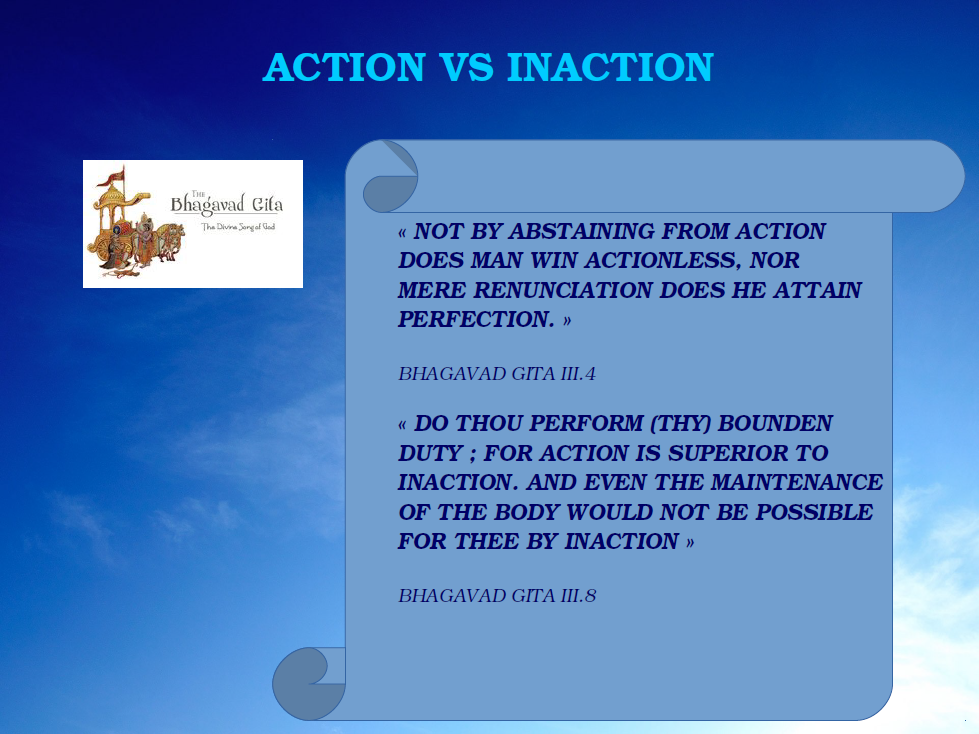 ACTION VS INACTION
THE
Bhagavad Gita
The Divine Song of God
« NOT BY ABSTAINING FROM ACTION
DOES MAN WIN ACTIONLESS, NOR
MERE RENUNCIATION DOES HE ATTAIN
PERFECTION. »
BHAGAVAD GITA III.4
« DO THOU PERFORM (THY) BOUNDEN
DUTY ; FOR ACTION IS SUPERIOR TO
INACTION. AND EVEN THE MAINTENANCE
OF THE BODY WOULD NOT BE POSSIBLE
FOR THEE BY INACTION »
BHAGAVAD GITA III.8